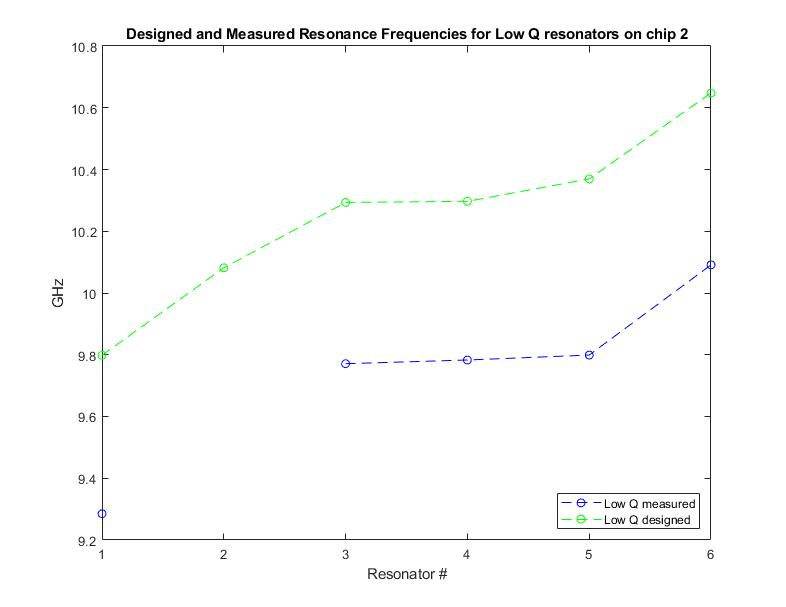 Designed and Measured Resonance Frequencies for Low Q resonators on chip 2
10.8
10.6
10.4
10.2
10
9.8
9.6
9.4
9.2
GHz
1 2 3 4 5 6
Resonator #
Low Q measured
Low Q designed